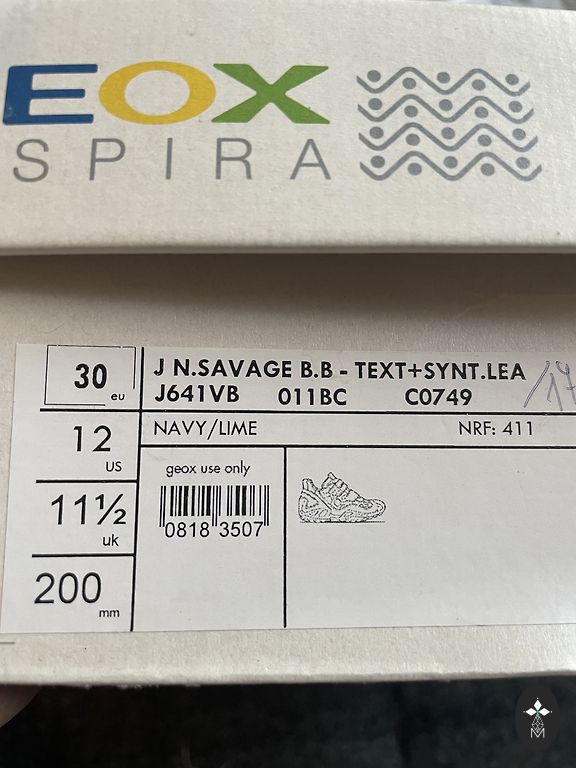 EOX
SPIRA
30 eu
J N.SAVAGE B.B - TEXT+SYNT.LEA
J641VB 011BC C0749
12 US
NAVY/LIME NRF: 411
geox use only
11½ uk
0818 3507
200 mm
M